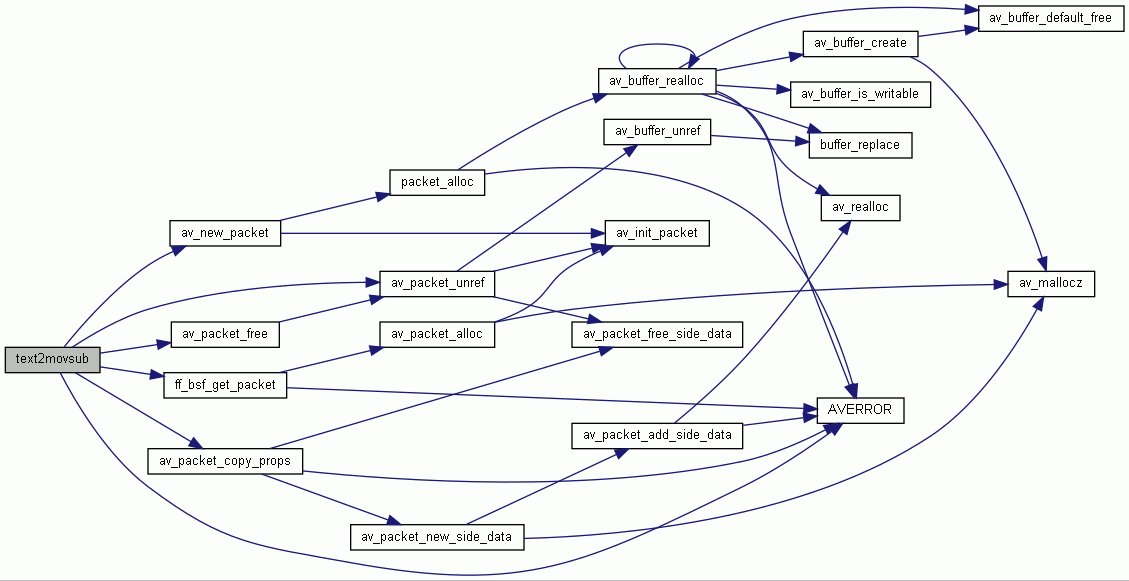 av_buffer_default_free
av_buffer_create
av_buffer_realloc
av_buffer_is_writable
av_buffer_unref
buffer_replace
packet_alloc
av_realloc
av_new_packet
av_init_packet
av_packet_unref
av_mallocz
av_packet_free
av_packet_alloc
av_packet_free_side_data
text2movsub
ff_bsf_get_packet
AVERROR
av_packet_add_side_data
av_packet_copy_props
av_packet_new_side_data